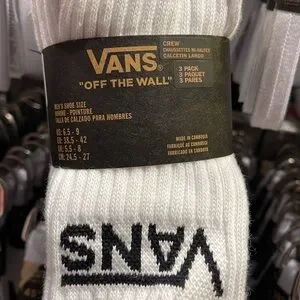 VANS
"OFF THE WALL"
CREW
CHAUSSETTES MI-HAUTES
CALCETIN LARGO
3 PACK
3 PAQUET
3 PARES
MEN'S SHOE SIZE
HOMME - POINTURE
TALLA DE CALZADO PARA HOMBRES
US: 6.5 - 9
EU: 38.5 - 42
UK: 5.5 - 8
CM: 24.5 - 27
MADE IN CAMBODIA
FABRIQUÉ AU CAMBODGE
FABRICADO EN CAMBOYA
VANS